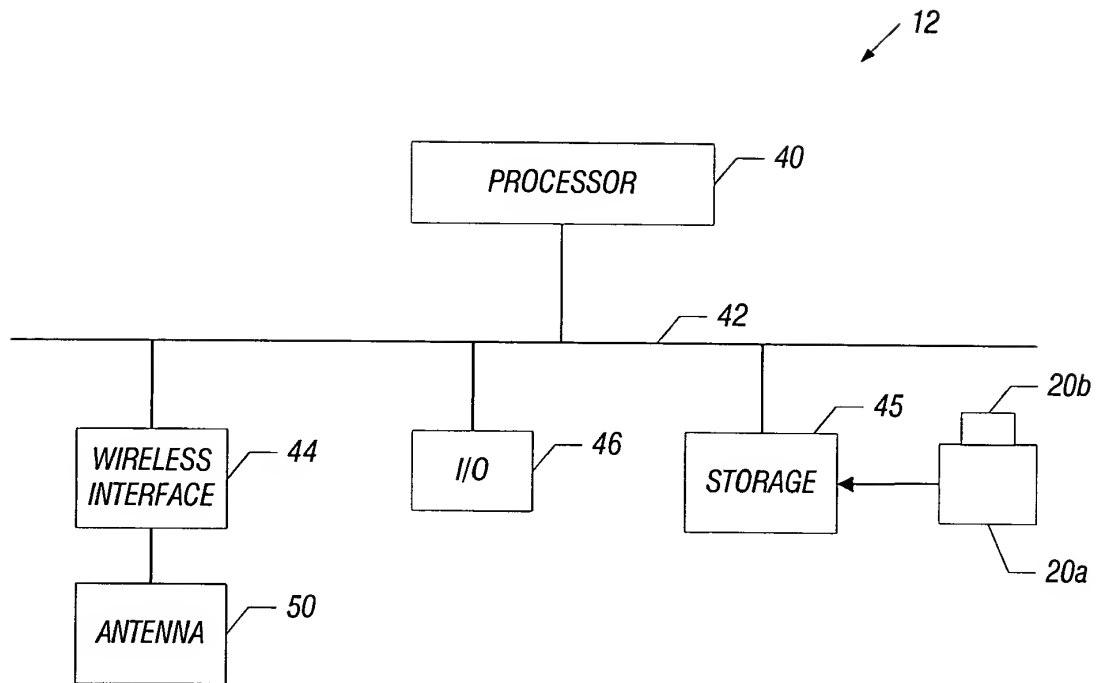 12
PROCESSOR
40
42
WIRELESS
INTERFACE
44
I/O
46
STORAGE
45
20b
20a
ANTENNA
50